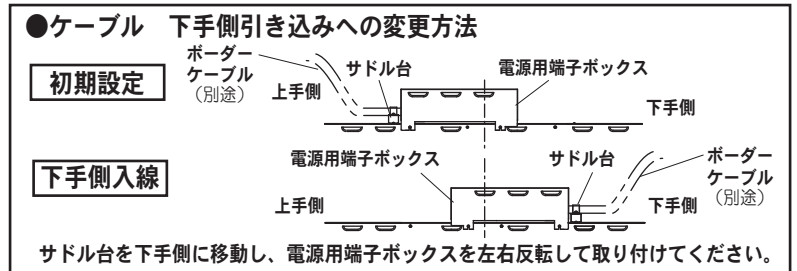 ●ケーブル　下手側引き込みへの変更方法
初期設定
ボーダー
ケーブル
（別途）
サドル台
上手側
電源用端子ボックス
下手側
下手側入線
電源用端子ボックス
上手側
サドル台
下手側
ボーダー
ケーブル
（別途）
サドル台を下手側に移動し、電源用端子ボックスを左右反転して取り付けてください。